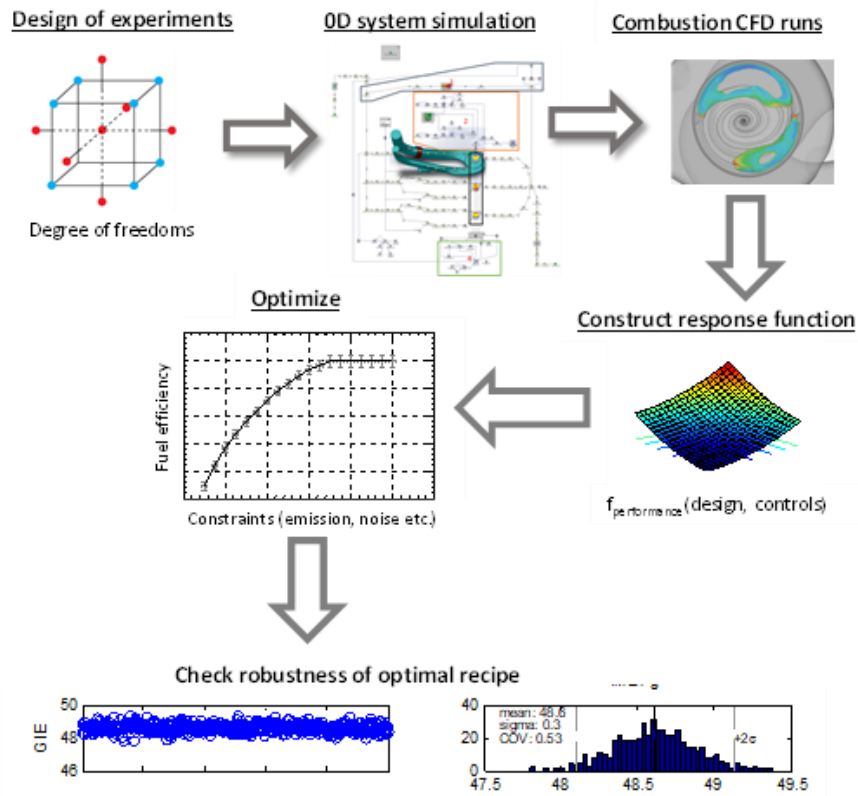 Design of experiments
0D system simulation
Combustion CFD runs
Degree of freedoms
Optimize
Construct response function
Fuel efficiency
Constraints (emission, noise etc.)
fperformance(design, controls)
Check robustness of optimal recipe
GIE
50
48
46
40
20
0
mean: 48.6
sigma: 0.3
COV: 0.53
+2σ
47.5 48 48.5 49 49.5